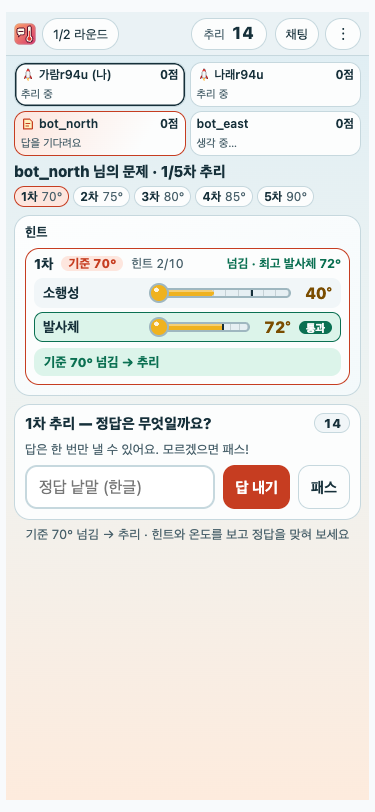 1/2 라운드
추리 14
채팅
⋮
가람r94u (나) 0점
추리 중
나래r94u 0점
추리 중
bot_north 0점
답을 기다려요
bot_east 0점
생각 중…
bot_north 님의 문제 · 1/5차 추리
1차 70° 2차 75° 3차 80° 4차 85° 5차 90°
힌트
1차 기준 70° 힌트 2/10 넘김 · 최고 발사체 72°
소행성 40°
발사체 72° 통과
기준 70° 넘김 → 추리
1차 추리 — 정답은 무엇일까요? 14
답은 한 번만 낼 수 있어요. 모르겠으면 패스!
정답 낱말 (한글) 답 내기 패스
기준 70° 넘김 → 추리 · 힌트와 온도를 보고 정답을 맞혀 보세요